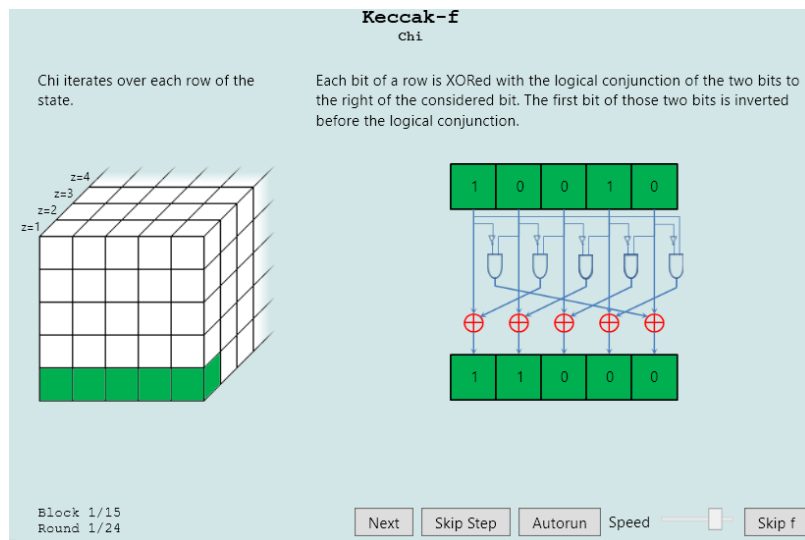 Keccak-f
Chi
Chi iterates over each row of the
state.
Each bit of a row is XORed with the logical conjunction of the two bits to
the right of the considered bit. The first bit of those two bits is inverted
before the logical conjunction.
z=4
z=3
z=2
z=1
1 0 0 1 0
1 1 0 0 0
Block 1/15
Round 1/24
Next Skip Step Autorun Speed Skip f